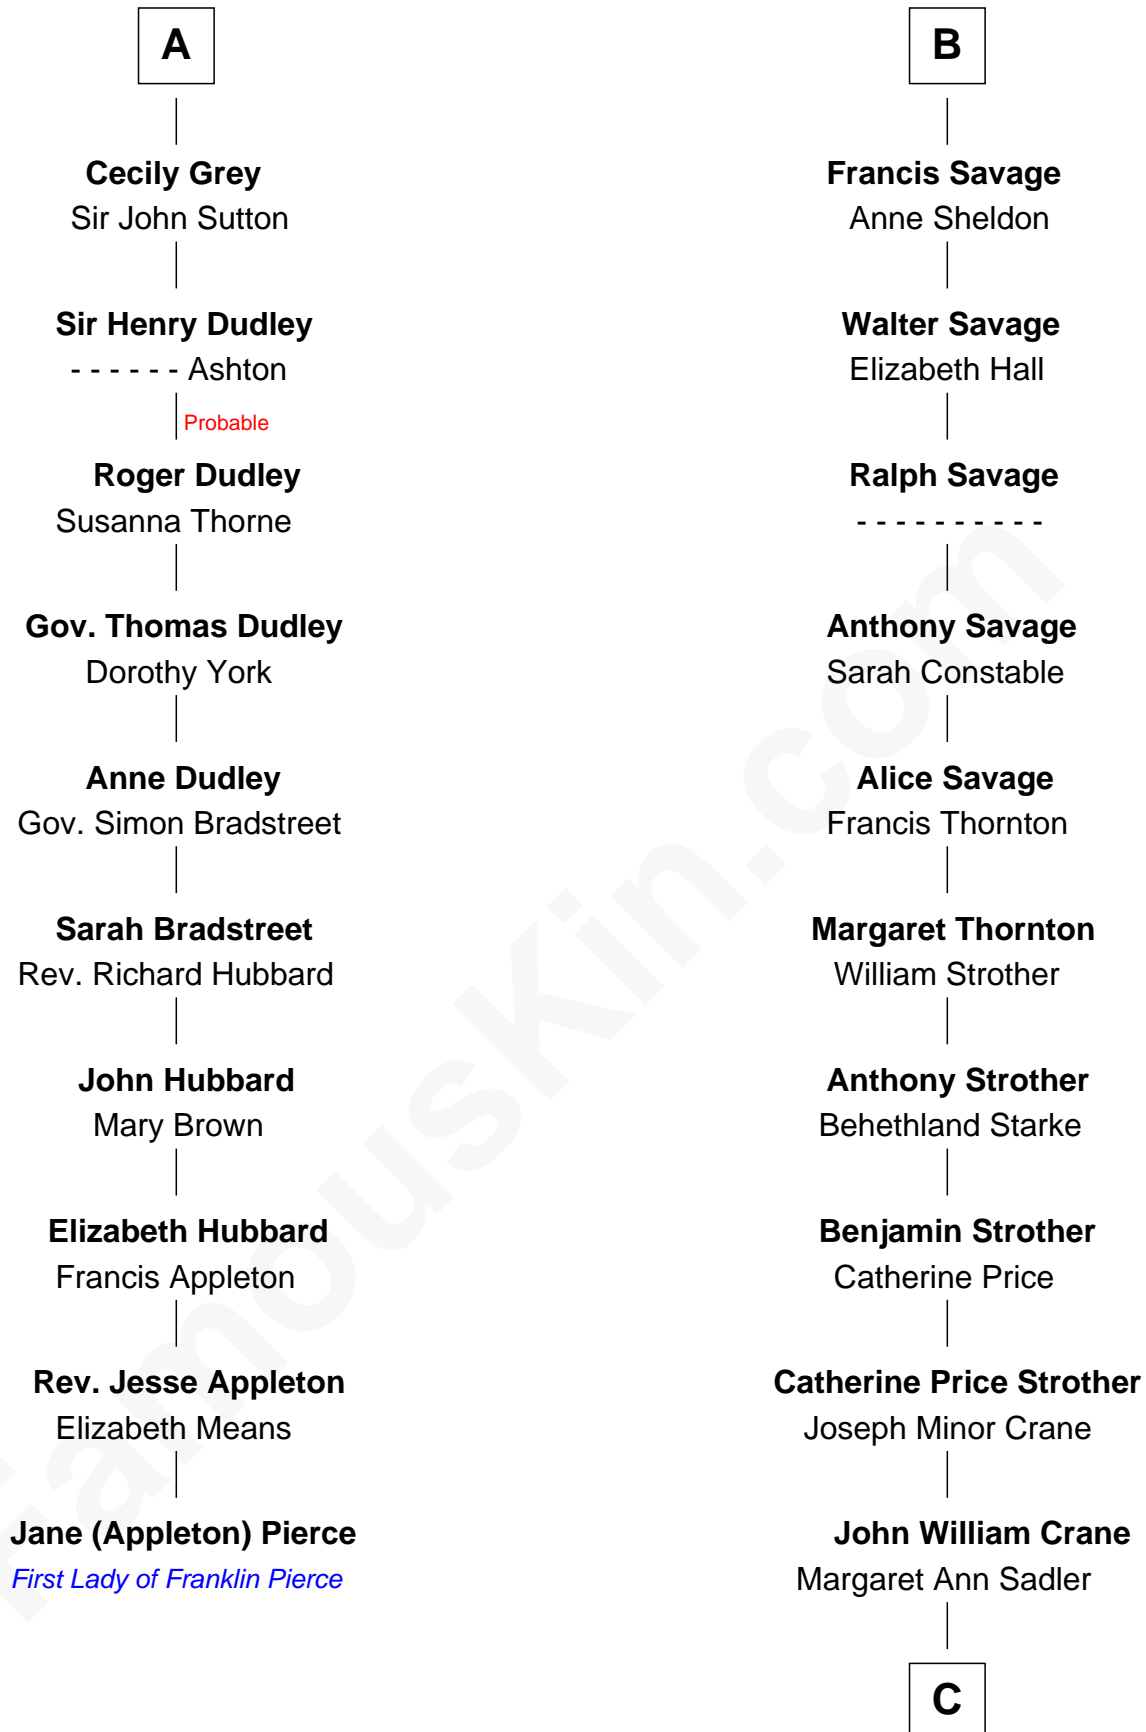 A
Cecily Grey
Sir John Sutton
Sir Henry Dudley
- - - - - - Ashton
Probable
Roger Dudley
Susanna Thorne
Gov. Thomas Dudley
Dorothy York
Anne Dudley
Gov. Simon Bradstreet
Sarah Bradstreet
Rev. Richard Hubbard
John Hubbard
Mary Brown
Elizabeth Hubbard
Francis Appleton
Rev. Jesse Appleton
Elizabeth Means
Jane (Appleton) Pierce
First Lady of Franklin Pierce
B
Francis Savage
Anne Sheldon
Walter Savage
Elizabeth Hall
Ralph Savage
- - - - - - - - - -
Anthony Savage
Sarah Constable
Alice Savage
Francis Thornton
Margaret Thornton
William Strother
Anthony Strother
Behethland Starke
Benjamin Strother
Catherine Price
Catherine Price Strother
Joseph Minor Crane
John William Crane
Margaret Ann Sadler
C
FamousKin.com